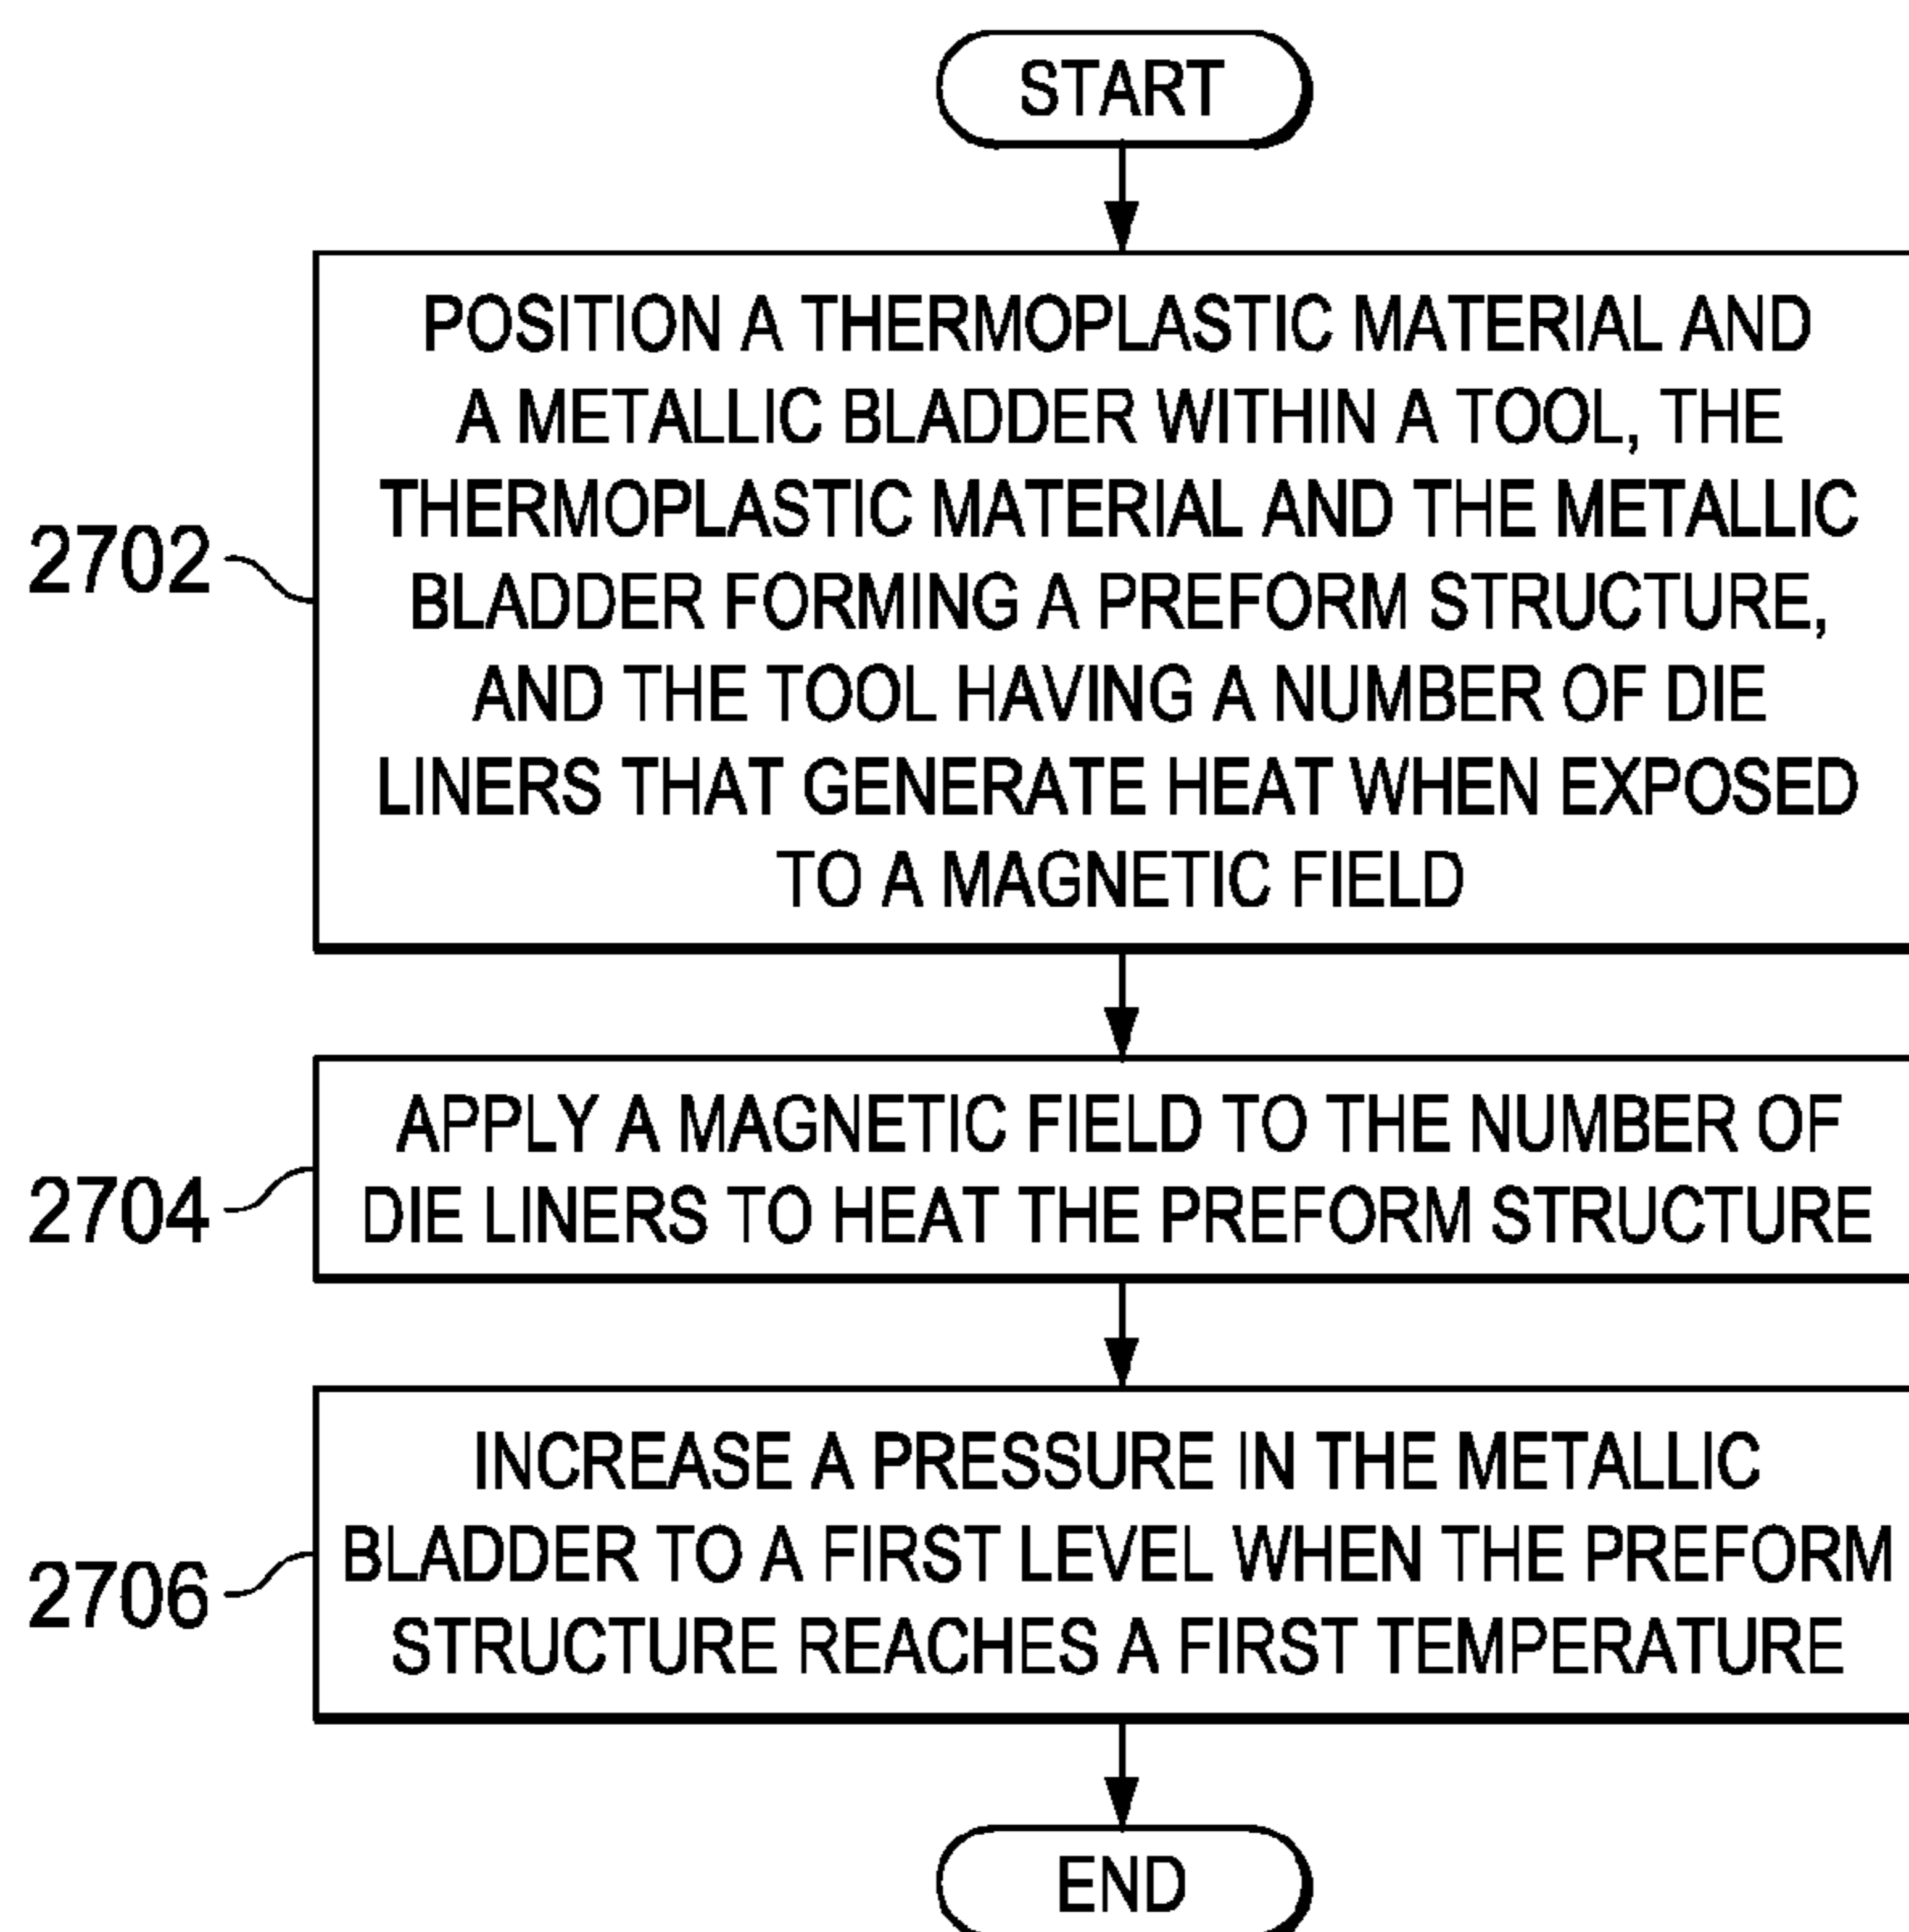 START
POSITION A THERMOPLASTIC MATERIAL AND
A METALLIC BLADDER WITHIN A TOOL, THE
THERMOPLASTIC MATERIAL AND THE METALLIC
BLADDER FORMING A PREFORM STRUCTURE,
AND THE TOOL HAVING A NUMBER OF DIE
LINERS THAT GENERATE HEAT WHEN EXPOSED
TO A MAGNETIC FIELD
2702
APPLY A MAGNETIC FIELD TO THE NUMBER OF
DIE LINERS TO HEAT THE PREFORM STRUCTURE
2704
INCREASE A PRESSURE IN THE METALLIC
BLADDER TO A FIRST LEVEL WHEN THE PREFORM
STRUCTURE REACHES A FIRST TEMPERATURE
2706
END